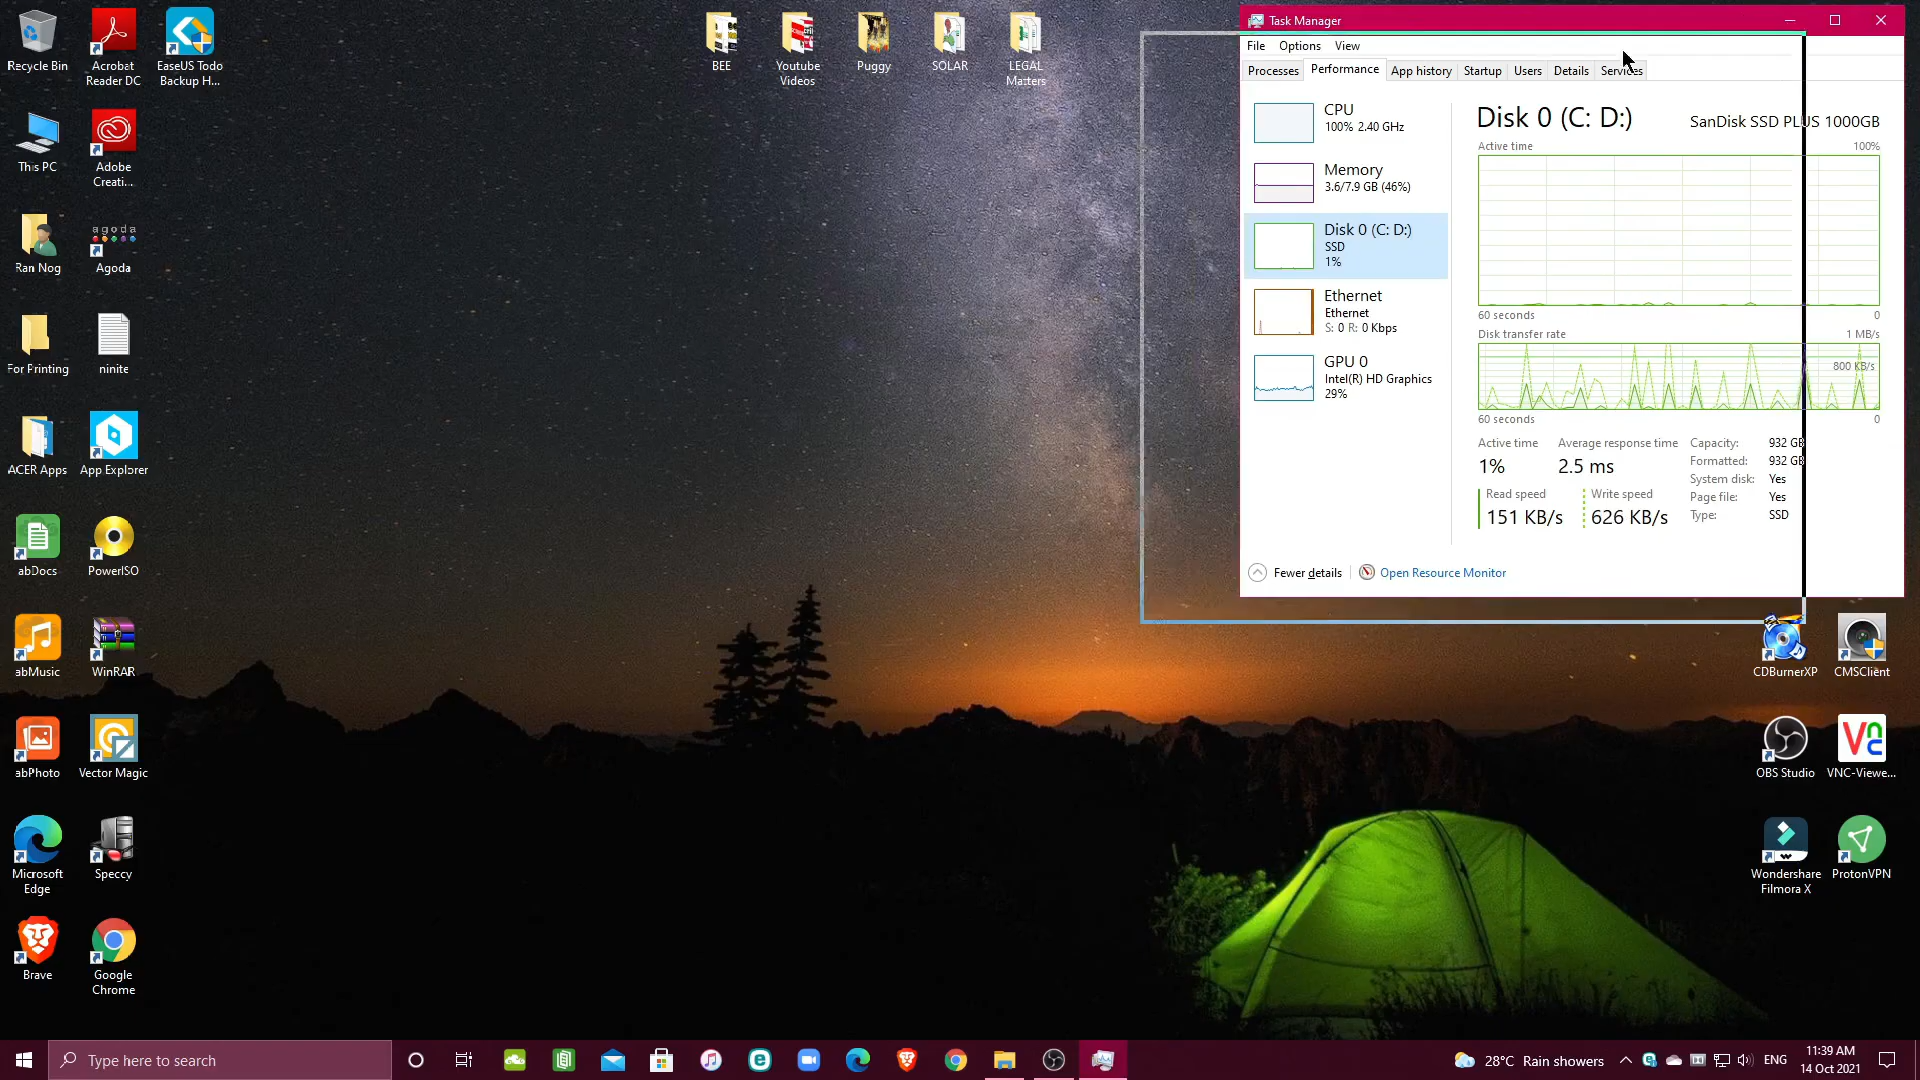 Recycle Bin
Acrobat
Reader DC
EaseUS Todo
Backup H...
This PC
Adobe
Creati...
Ran Nog
agoda
Agoda
For Printing
ninite
ACER Apps
App Explorer
abDocs
PowerISO
abMusic
WinRAR
abPhoto
Vector Magic
Microsoft
Edge
Speccy
Brave
Google
Chrome
BEE
Youtube
Videos
Puggy
SOLAR
LEGAL
Matters
Task Manager
File Options View
Processes Performance App history Startup Users Details Services
CPU
100% 2.40 GHz
Memory
3.6/7.9 GB (46%)
Disk 0 (C: D:)
SSD
1%
Ethernet
Ethernet
S: 0 R: 0 Kbps
GPU 0
Intel(R) HD Graphics
29%
Disk 0 (C: D:) SanDisk SSD PLUS 1000GB
Active time 100%
60 seconds 0
Disk transfer rate 1 MB/s
800 KB/s
60 seconds 0
Active time Average response time
1% 2.5 ms
Read speed Write speed
151 KB/s 626 KB/s
Capacity: 932 GB
Formatted: 932 GB
System disk: Yes
Page file: Yes
Type: SSD
Fewer details Open Resource Monitor
CDBurnerXP
CMSClient
OBS Studio
VNC-Viewe...
Wondershare
Filmora X
ProtonVPN
Type here to search
28°C Rain showers
ENG
11:39 AM
14 Oct 2021